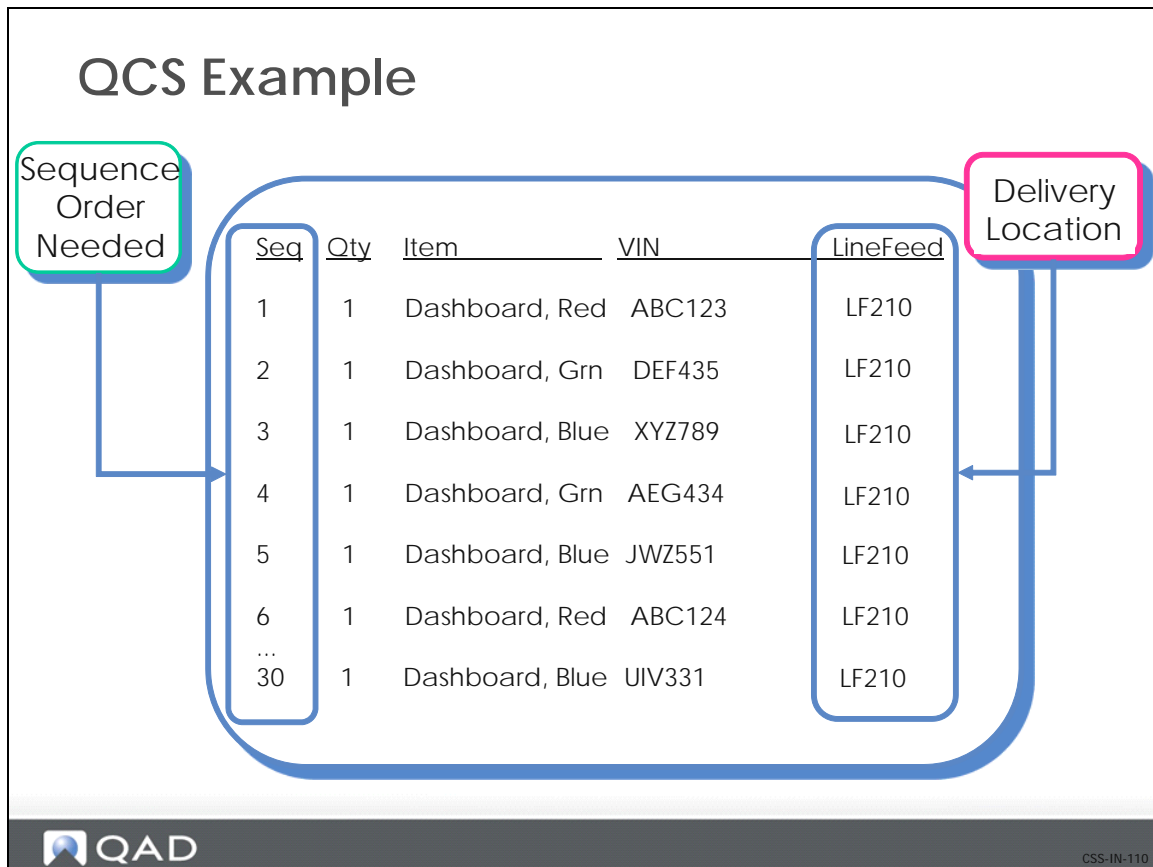 QCS Example
Sequence
Order
Needed
Delivery
Location
Seq Qty Item VIN LineFeed
1 1 Dashboard, Red ABC123 LF210
2 1 Dashboard, Grn DEF435 LF210
3 1 Dashboard, Blue XYZ789 LF210
4 1 Dashboard, Grn AEG434 LF210
5 1 Dashboard, Blue JWZ551 LF210
6 1 Dashboard, Red ABC124 LF210
...
30 1 Dashboard, Blue UIV331 LF210
QAD
CSS-IN-110